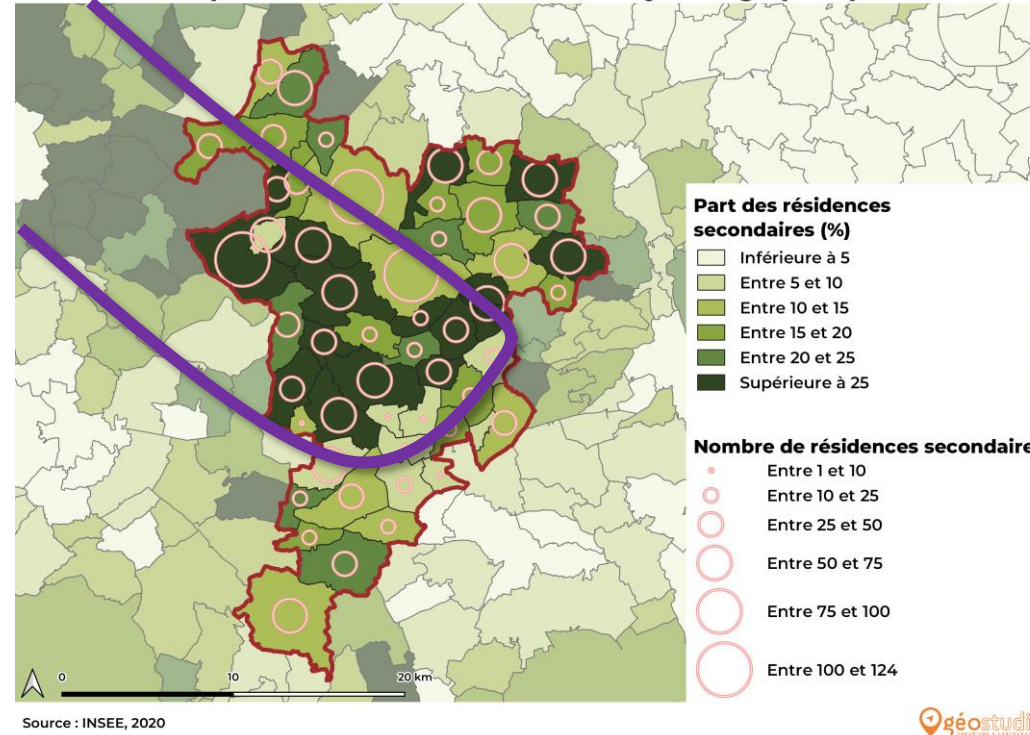 Part des résidences
secondaires (%)
Inférieure à 5
Entre 5 et 10
Entre 10 et 15
Entre 15 et 20
Entre 20 et 25
Supérieure à 25
Nombre de résidences secondaire
Entre 1 et 10
Entre 10 et 25
Entre 25 et 50
Entre 50 et 75
Entre 75 et 100
Entre 100 et 124
0 10 20 km
Source : INSEE, 2020
géostudi